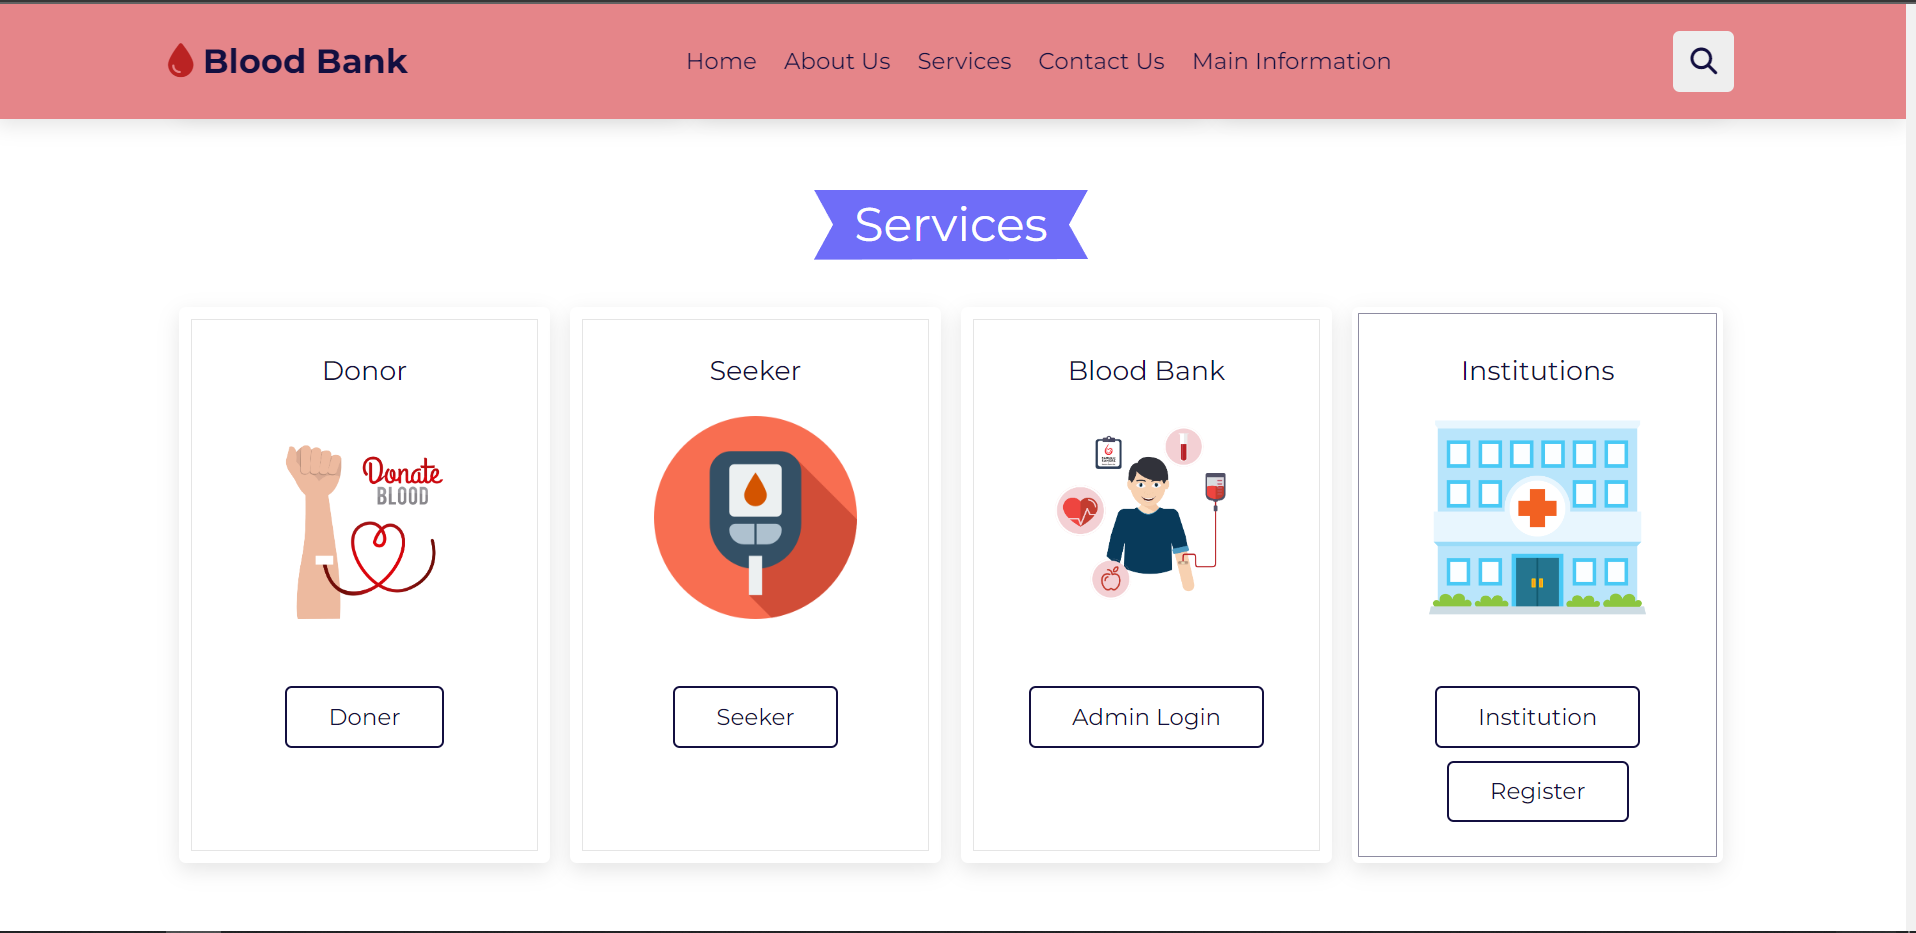 Blood Bank
Home About Us Services Contact Us Main Information
Services
Donor
Donate
BLOOD
Doner
Seeker
Seeker
Blood Bank
Admin Login
Institutions
Institution
Register